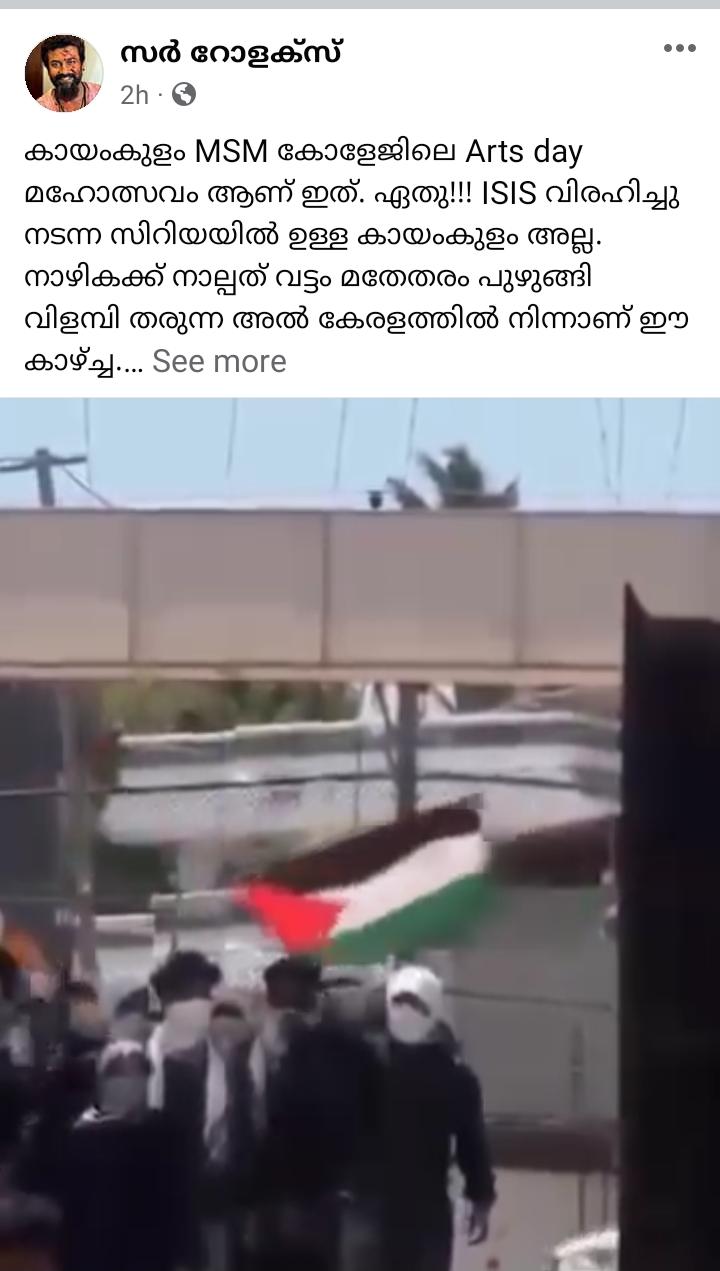 സർ റോളക്സ്
2h ·
കായംകുളം MSM കോളേജിലെ Arts day
മഹോത്സവം ആണ് ഇത്. ഏതു!!! ISIS വിരഹിച്ചു
നടന്ന സിറിയയിൽ ഉള്ള കായംകുളം അല്ല.
നാഴികക്ക് നാല്പത് വട്ടം മതേതരം പുഴുങ്ങി
വിളമ്പി തരുന്ന അൽ കേരളത്തിൽ നിന്നാണ് ഈ
കാഴ്ച്ച.... See more